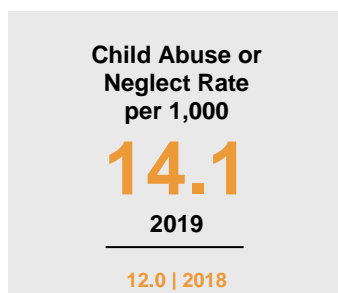 Child Abuse or
Neglect Rate
per 1,000
14.1
2019
12.0 | 2018